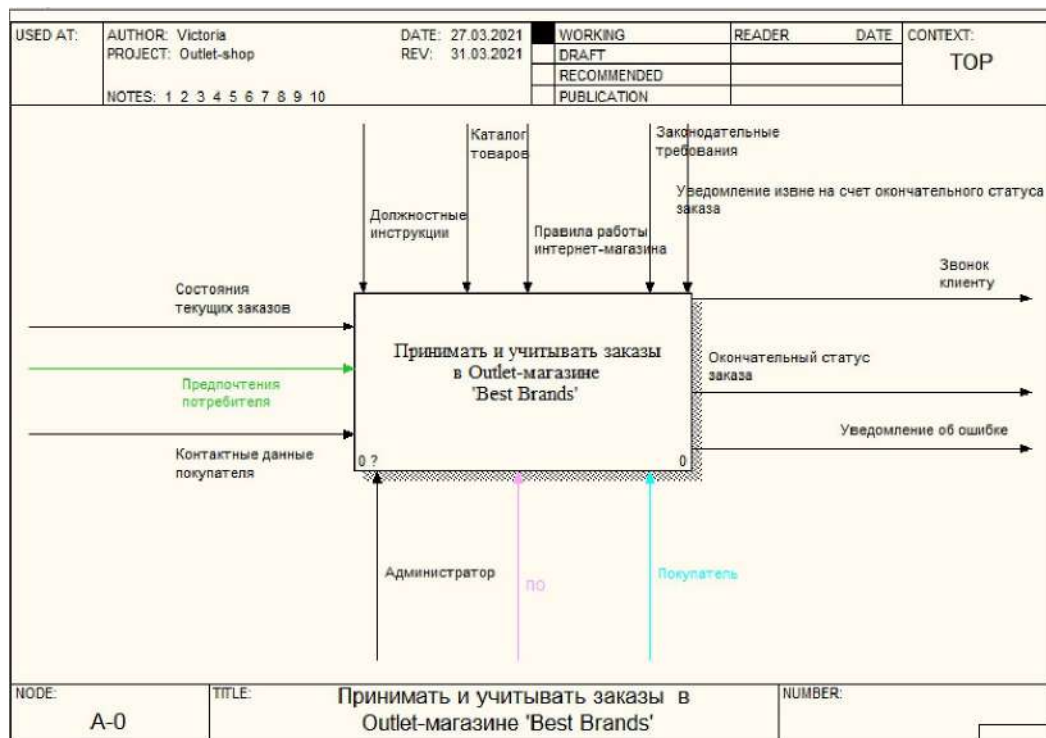 USED AT:
AUTHOR: Victoria
DATE: 27.03.2021
PROJECT: Outlet-shop
REV: 31.03.2021
NOTES: 1 2 3 4 5 6 7 8 9 10
WORKING
DRAFT
RECOMMENDED
PUBLICATION
READER
DATE
CONTEXT:
TOP
Каталог
товаров
Законодательные
требования
Уведомление извне на счет окончательного статуса
заказа
Должностные
инструкции
Правила работы
интернет-магазина
Звонок
клиенту
Состояния
текущих заказов
Принимать и учитывать заказы
в Outlet-магазине
'Best Brands'
Окончательный статус
заказа
Предпочтения
потребителя
Уведомление об ошибке
Контактные данные
покупателя
0 ?
0
Администратор
ПО
Покупатель
NODE:
A-0
TITLE:
Принимать и учитывать заказы в
Outlet-магазине 'Best Brands'
NUMBER: